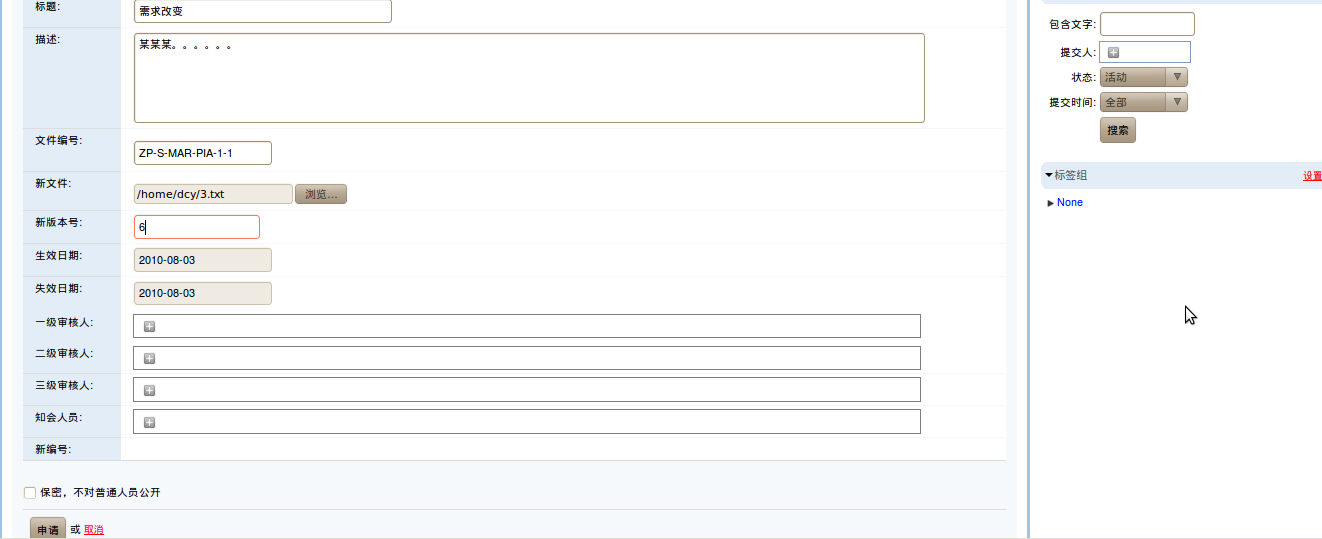 标题: 需求改变
描述: 某某某。。。。。。
文件编号: ZP-S-MAR-PIA-1-1
新文件: /home/dcy/3.txt 浏览...
新版本号: 6
生效日期: 2010-08-03
失效日期: 2010-08-03
一级审核人:
二级审核人:
三级审核人:
知会人员:
新编号:
保密，不对普通人员公开
申请 或 取消
包含文字:
提交人:
状态: 活动
提交时间: 全部
搜索
标签组 设置
None